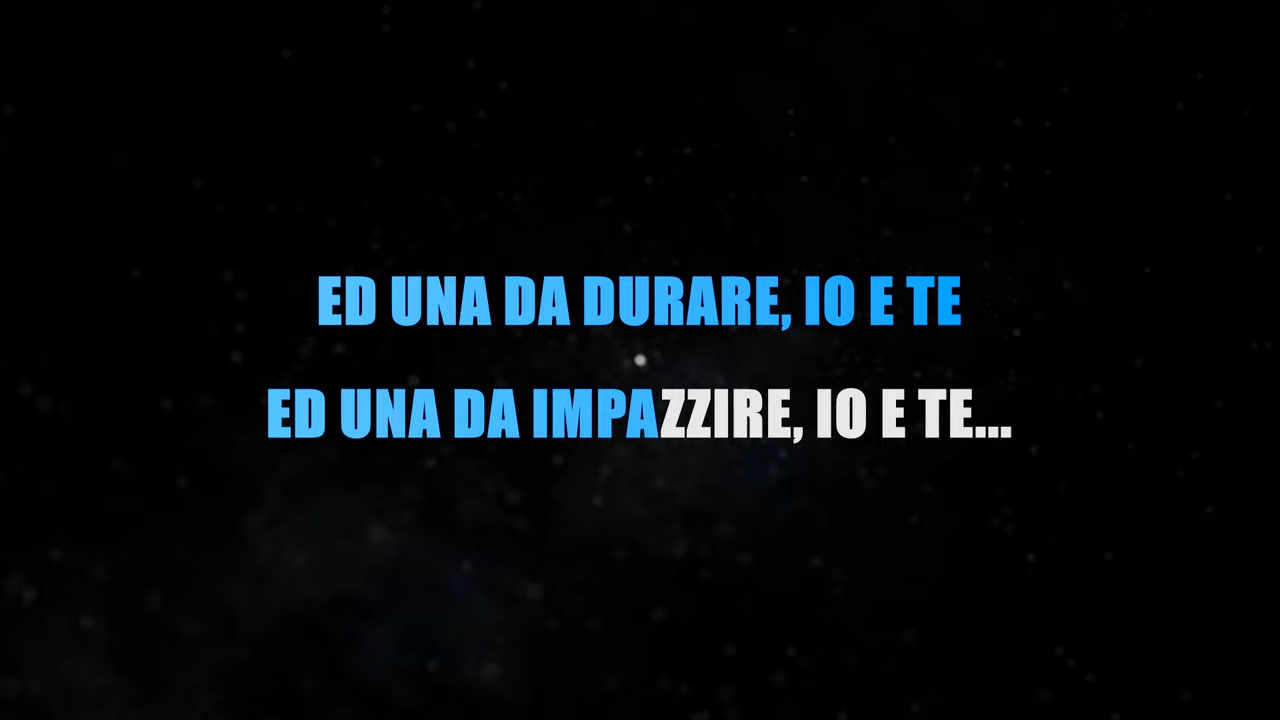 ED UNA DA DURARE, IO E TE
ED UNA DA IMPAZZIRE, IO E TE...